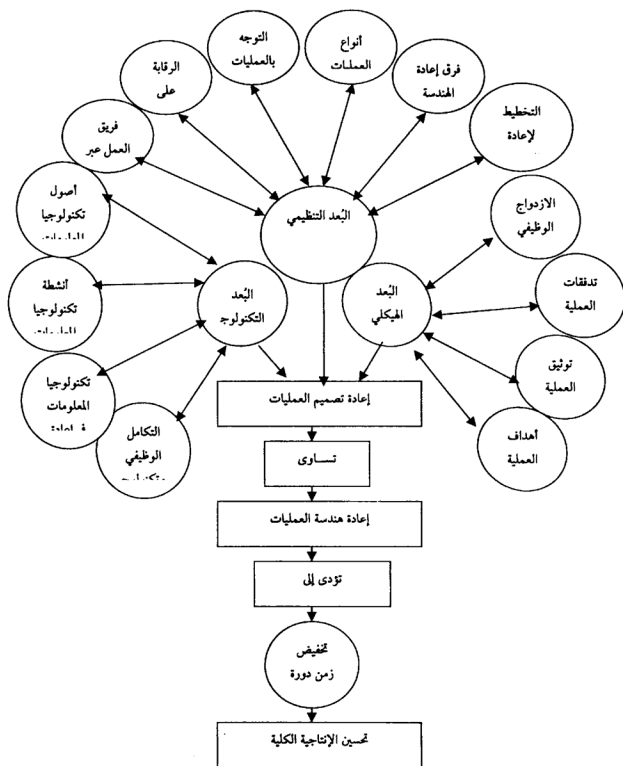 التوجه
بالعمليات
أنواع
العمليات
الرقابة
على
فرق إعادة
الهندسة
فريق
العمل عبر
التخطيط
لإعادة
أصول
تكنولوجيا
البُعد التنظيمي
الازدواج
الوظيفي
أنشطة
تكنولوجيا
البُعد
التكنولوج
البُعد
الهيكلي
تدفقات
العملية
تكنولوجيا
المعلومات
توثيق
العملية
التكامل
الوظيفي
أهداف
العملية
إعادة تصميم العمليات
تساوى
إعادة هندسة العمليات
تؤدى إلى
تخفيض
زمن دورة
تحسين الإنتاجية الكلية